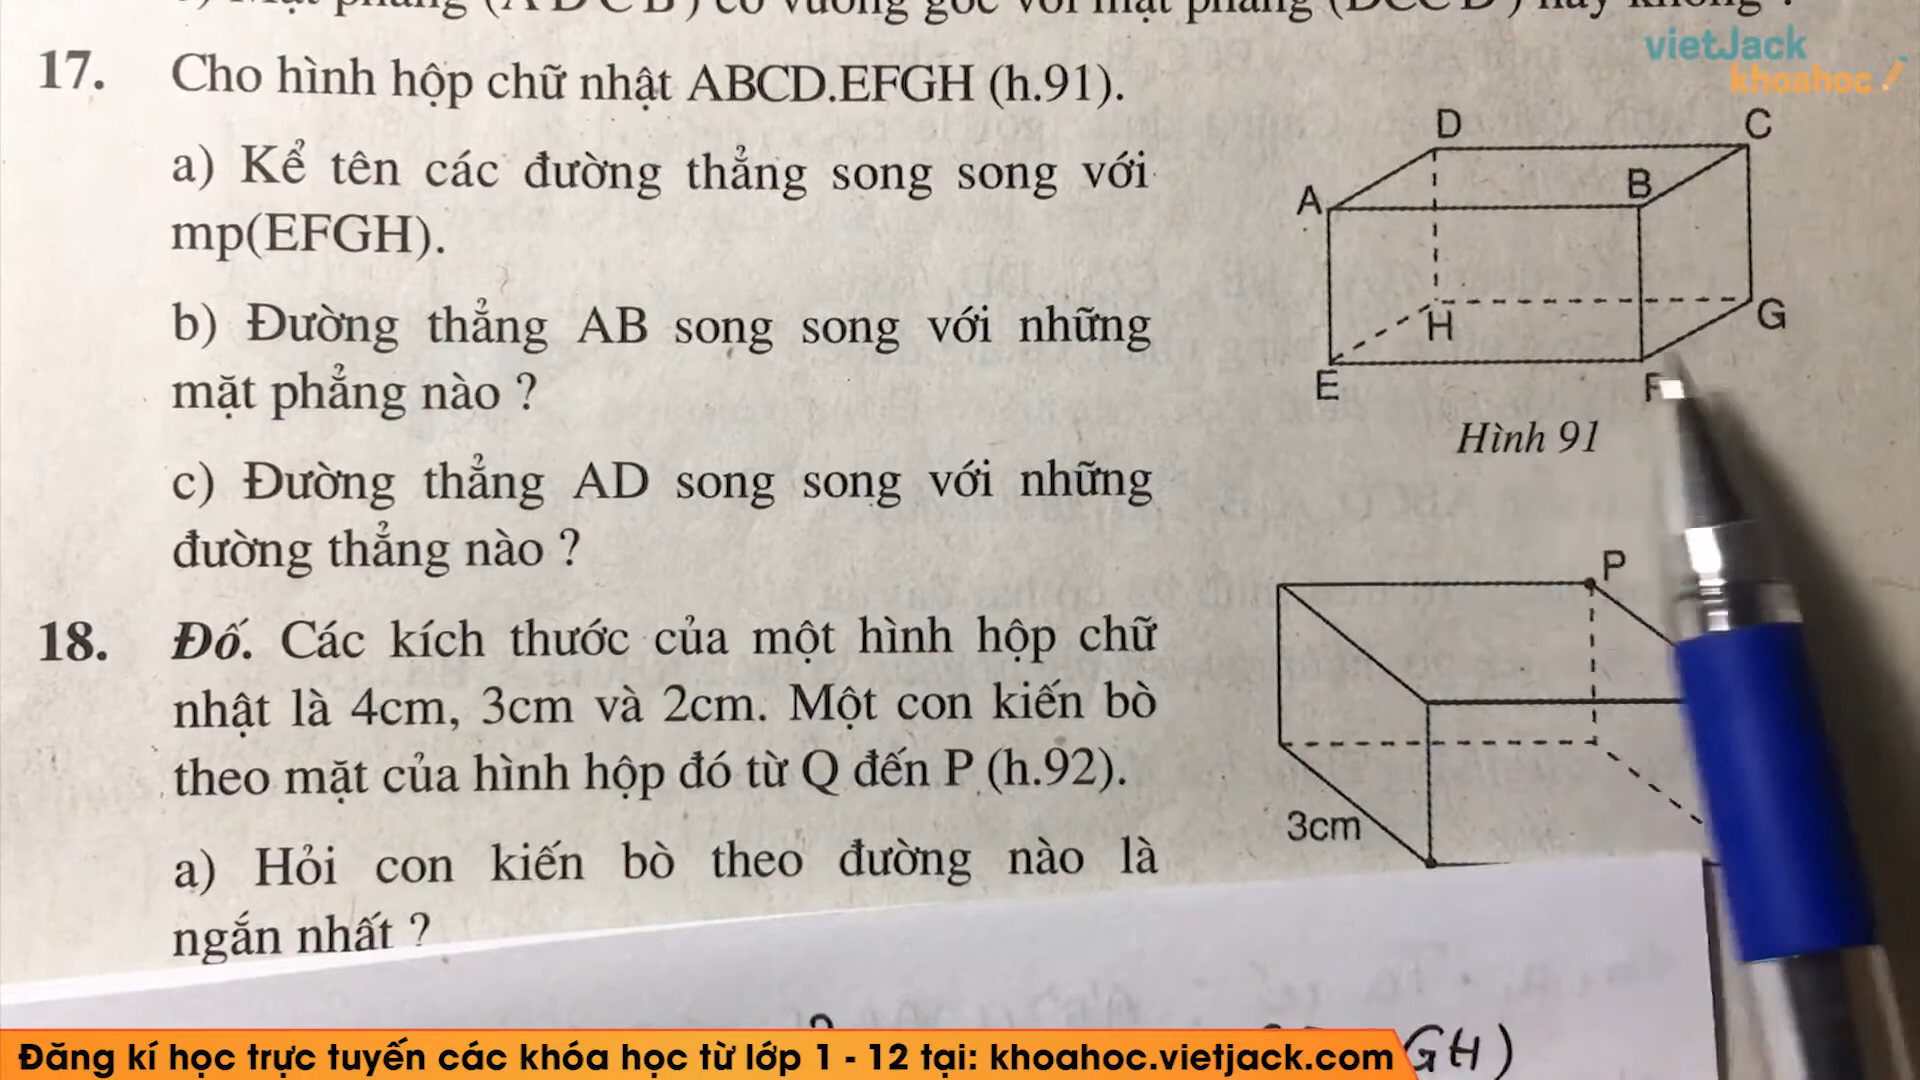 vietJack
khoahoc
17. Cho hình hộp chữ nhật ABCD.EFGH (h.91).
a) Kể tên các đường thẳng song song với
mp(EFGH).
b) Đường thẳng AB song song với những
mặt phẳng nào ?
c) Đường thẳng AD song song với những
đường thẳng nào ?
D
C
A
B
H
G
E
F
Hình 91
18. Đố. Các kích thước của một hình hộp chữ
nhật là 4cm, 3cm và 2cm. Một con kiến bò
theo mặt của hình hộp đó từ Q đến P (h.92).
a) Hỏi con kiến bò theo đường nào là
ngắn nhất ?
P
3cm
GH)
Đăng kí học trực tuyến các khóa học từ lớp 1 - 12 tại: khoahoc.vietjack.com